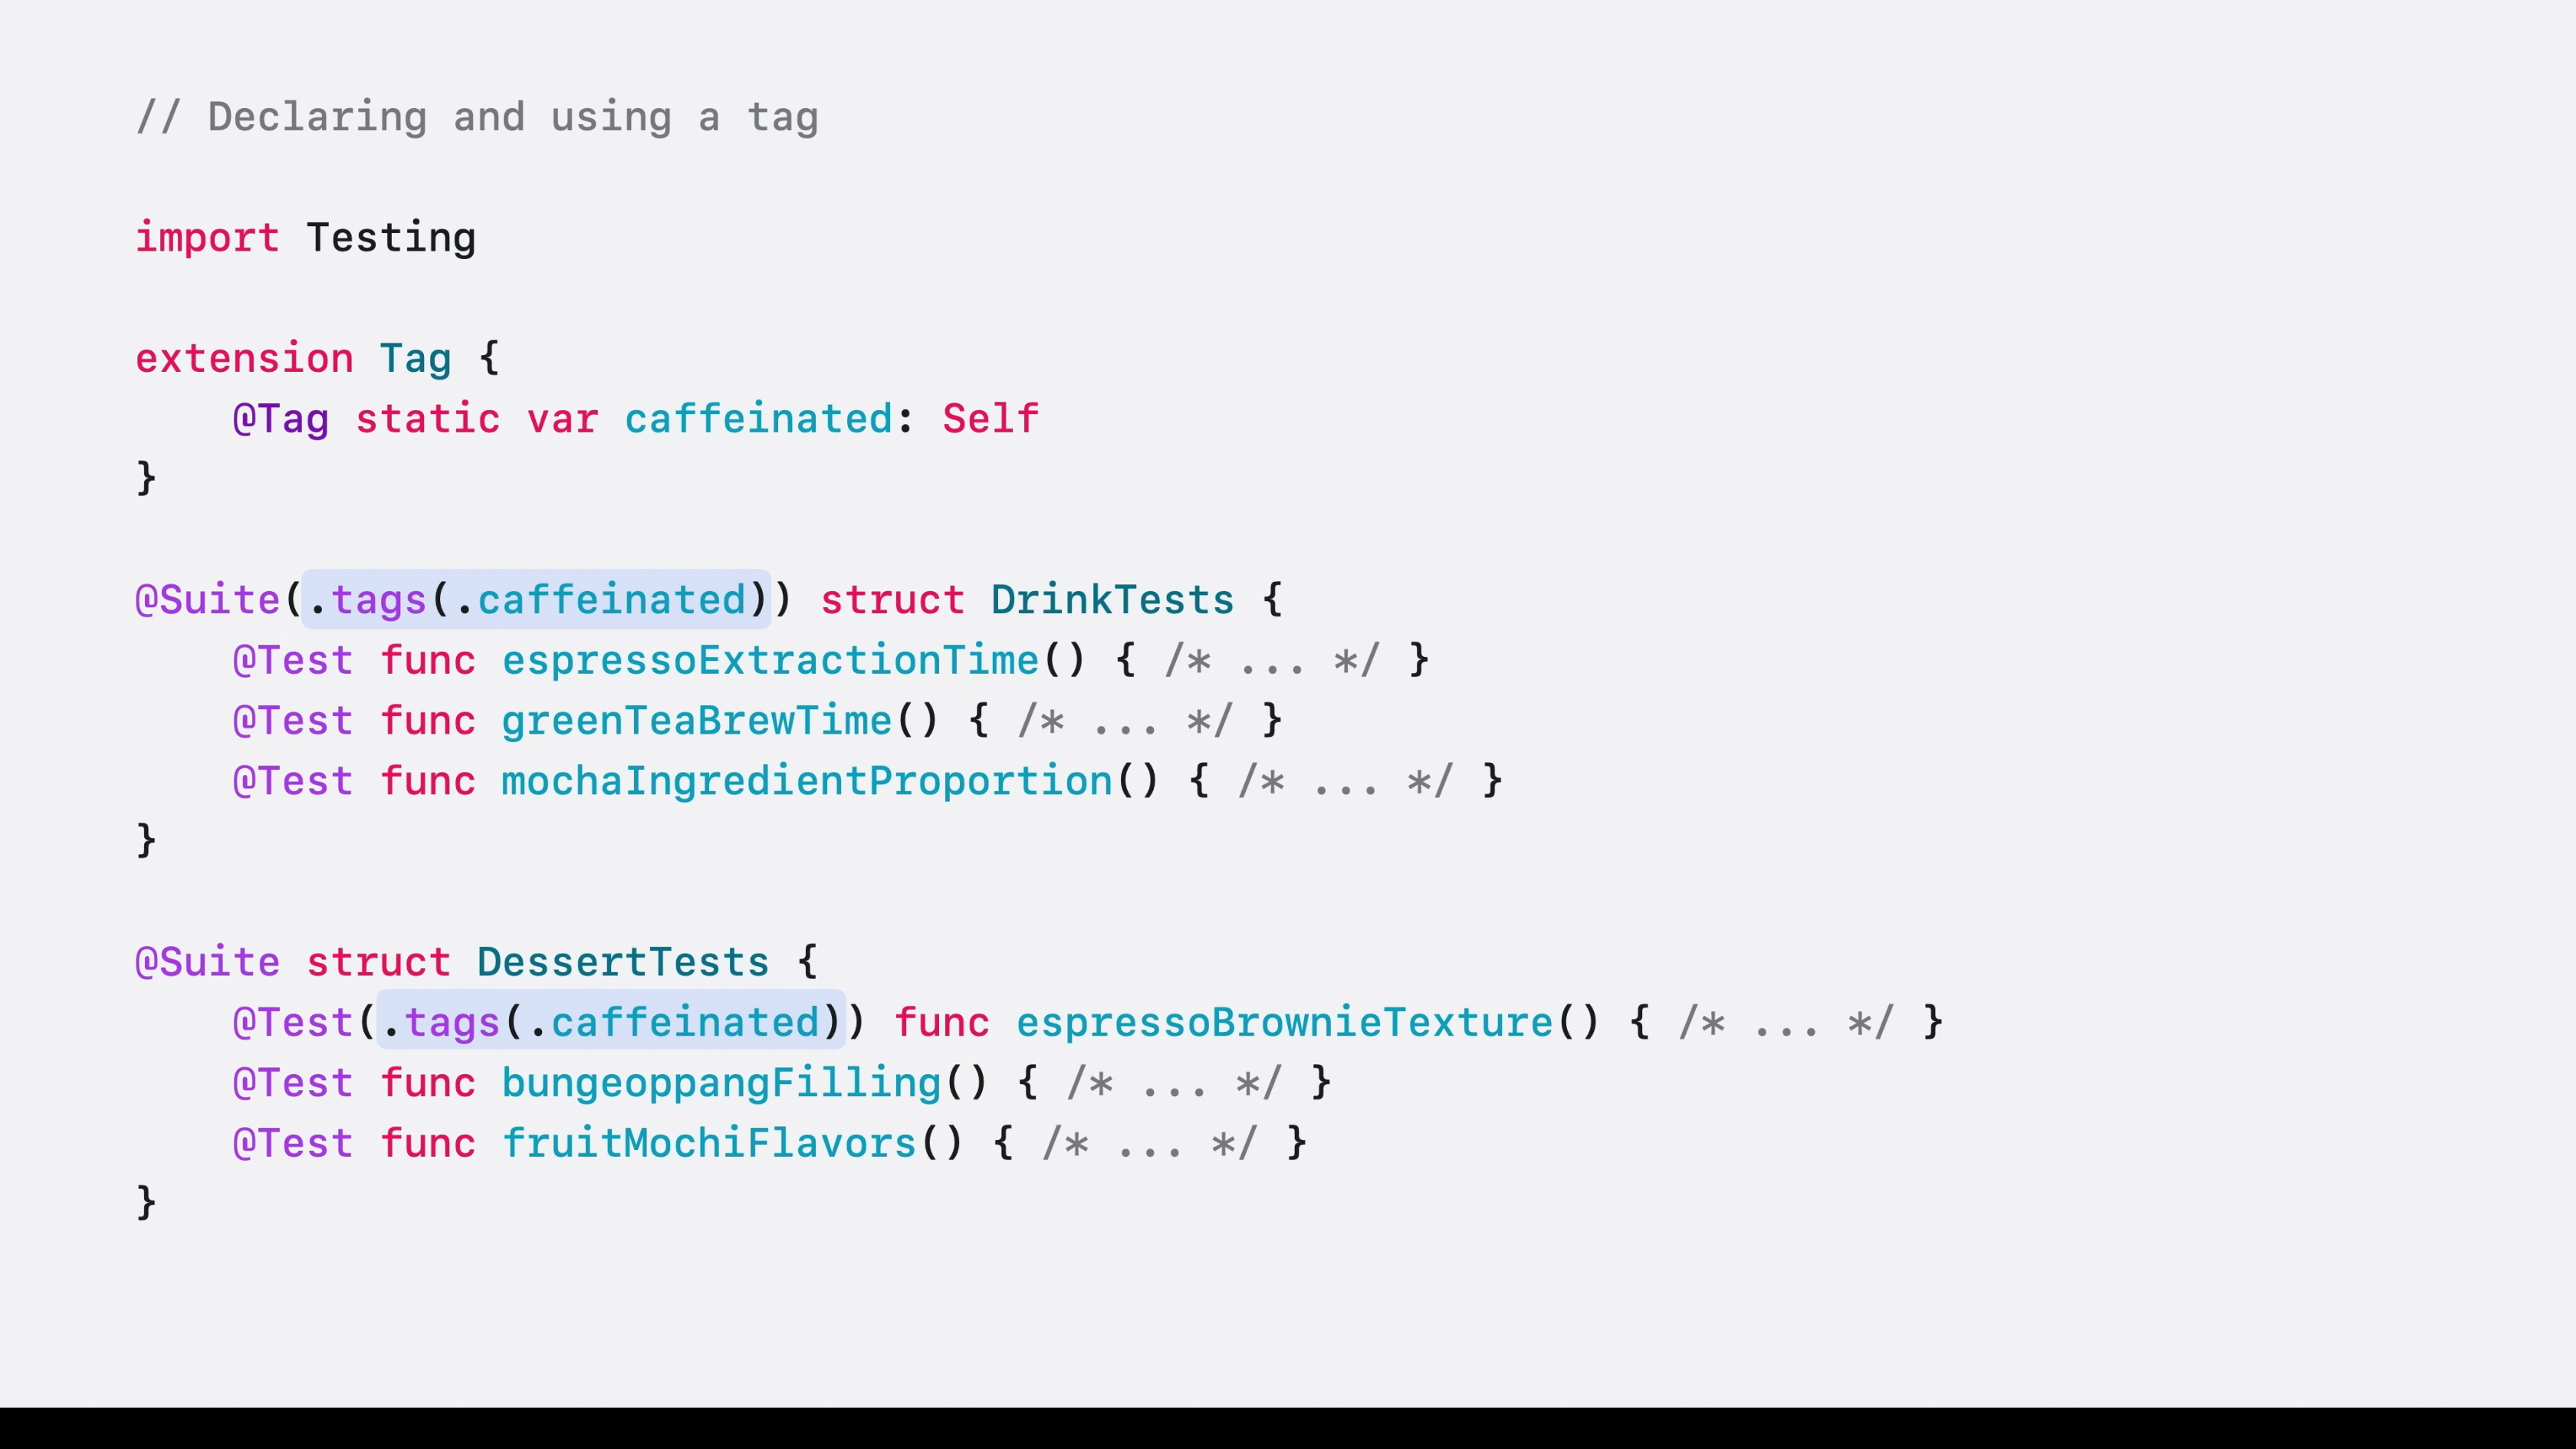 // Declaring and using a tag
import Testing
extension Tag {
    @Tag static var caffeinated: Self
}
@Suite(.tags(.caffeinated)) struct DrinkTests {
    @Test func espressoExtractionTime() { /* ... */ }
    @Test func greenTeaBrewTime() { /* ... */ }
    @Test func mochaIngredientProportion() { /* ... */ }
}
@Suite struct DessertTests {
    @Test(.tags(.caffeinated)) func espressoBrownieTexture() { /* ... */ }
    @Test func bungeoppangFilling() { /* ... */ }
    @Test func fruitMochiFlavors() { /* ... */ }
}